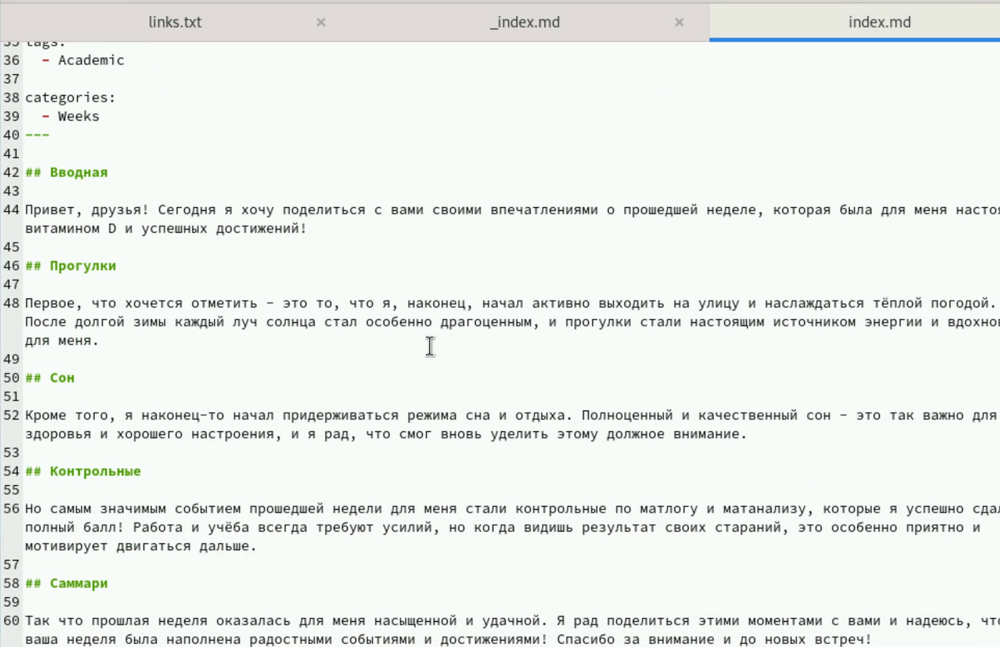 links.txt × _index.md × index.md
35 tags:
36 - Academic
37
38 categories:
39 - Weeks
40 ---
41
42 ## Вводная
43
44 Привет, друзья! Сегодня я хочу поделиться с вами своими впечатлениями о прошедшей неделе, которая была для меня
витамином D и успешных достижений!
45
46 ## Прогулки
47
48 Первое, что хочется отметить - это то, что я, наконец, начал активно выходить на улицу и наслаждаться тёплой погодой.
После долгой зимы каждый луч солнца стал особенно драгоценным, и прогулки стали настоящим источником энергии и
для меня.
49
50 ## Сон
51
52 Кроме того, я наконец-то начал придерживаться режима сна и отдыха. Полноценный и качественный сон - это так важно для
здоровья и хорошего настроения, и я рад, что смог вновь уделить этому должное внимание.
53
54 ## Контрольные
55
56 Но самым значимым событием прошедшей недели для меня стали контрольные по матлогу и матанализу, которые я успешно
полный балл! Работа и учёба всегда требуют усилий, но когда видишь результат своих стараний, это особенно приятно и
мотивирует двигаться дальше.
57
58 ## Саммари
59
60 Так что прошлая неделя оказалась для меня насыщенной и удачной. Я рад поделиться этими моментами с вами и надеюсь,
ваша неделя была наполнена радостными событиями и достижениями! Спасибо за внимание и до новых встреч!